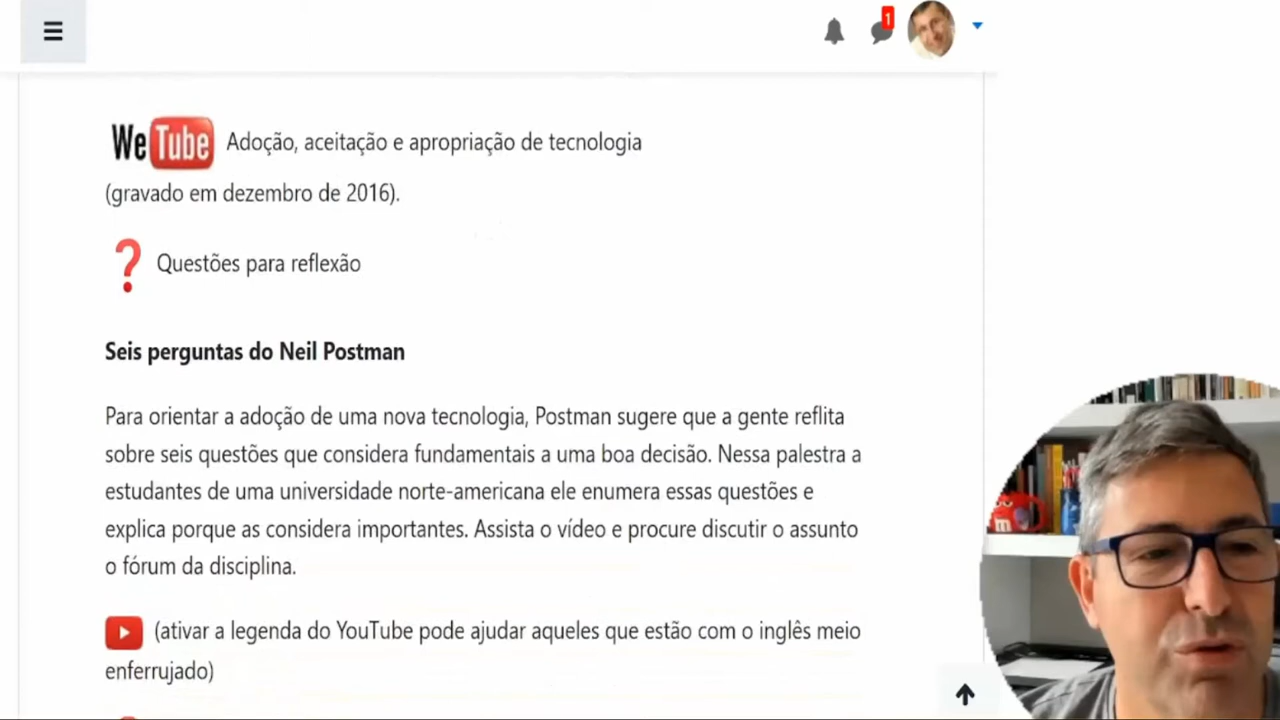 1
WeTube Adoção, aceitação e apropriação de tecnologia
(gravado em dezembro de 2016).
? Questões para reflexão
Seis perguntas do Neil Postman
Para orientar a adoção de uma nova tecnologia, Postman sugere que a gente reflita
sobre seis questões que considera fundamentais a uma boa decisão. Nessa palestra a
estudantes de uma universidade norte-americana ele enumera essas questões e
explica porque as considera importantes. Assista o vídeo e procure discutir o assunto
o fórum da disciplina.
(ativar a legenda do YouTube pode ajudar aqueles que estão com o inglês meio
enferrujado)
m